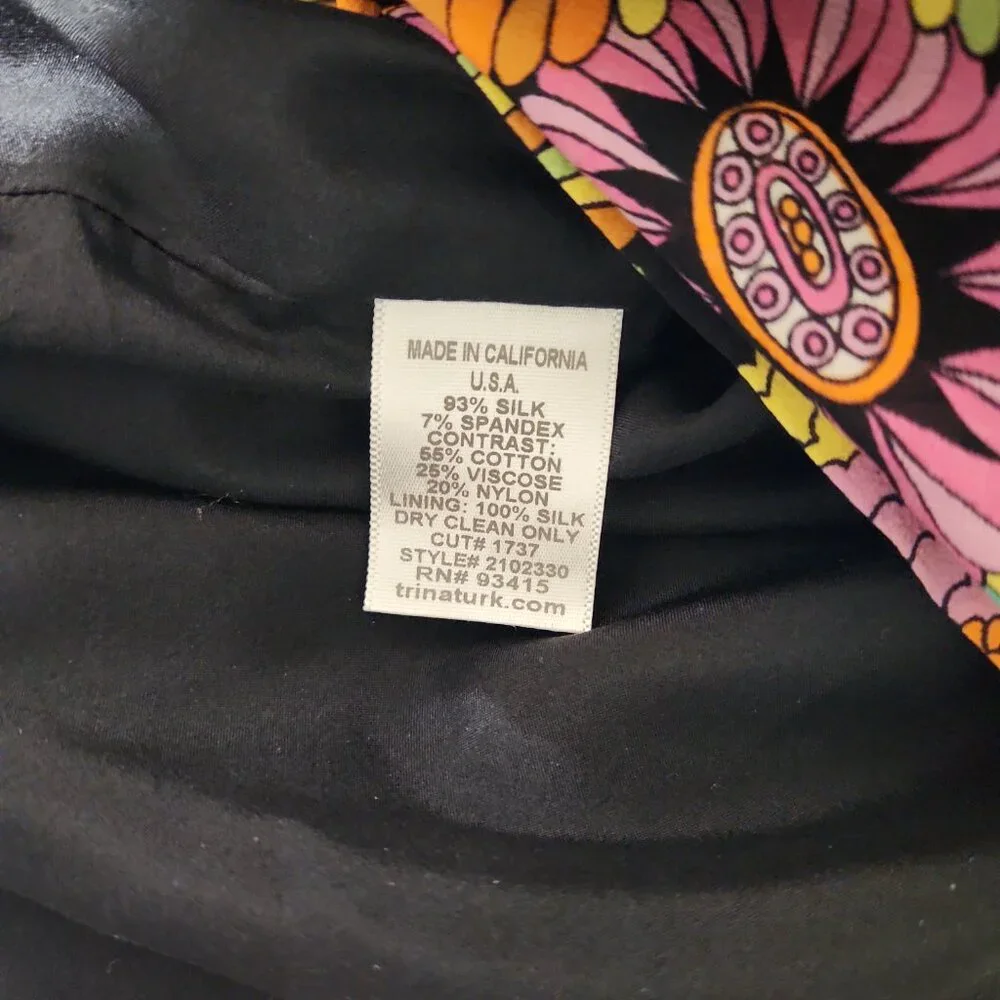 MADE IN CALIFORNIA
U.S.A.
93% SILK
7% SPANDEX
CONTRAST:
55% COTTON
25% VISCOSE
20% NYLON
LINING: 100% SILK
DRY CLEAN ONLY
CUT# 1737
STYLE# 2102330
RN# 93415
trinaturk.com